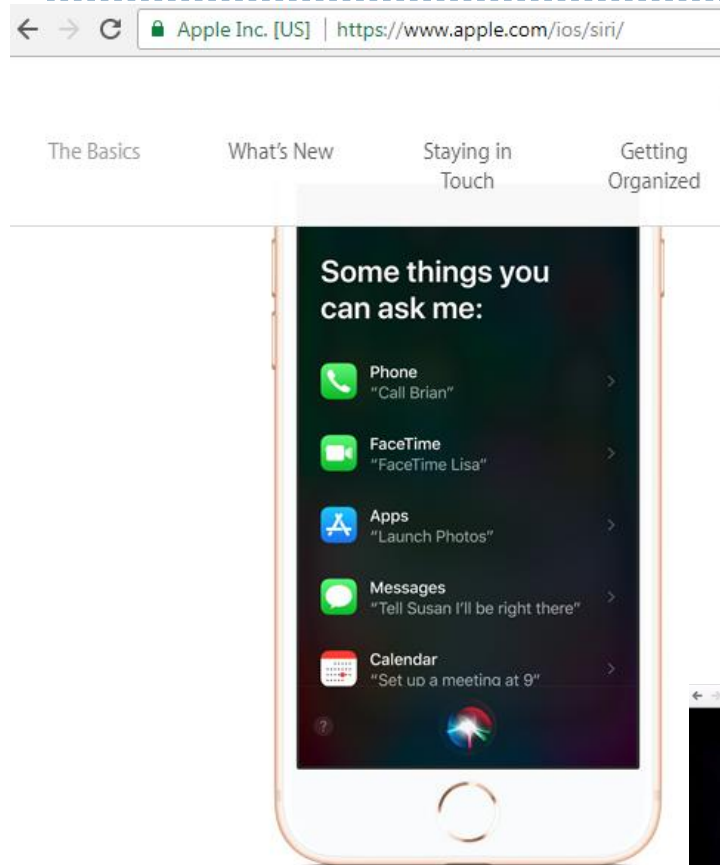 Apple Inc. [US] | https://www.apple.com/ios/siri/
The Basics
What's New
Staying in
Touch
Getting
Organized
Some things you
can ask me:
Phone
“Call Brian”
FaceTime
“FaceTime Lisa”
Apps
“Launch Photos”
Messages
“Tell Susan I'll be right there”
Calendar
“Set up a meeting at 9”
?